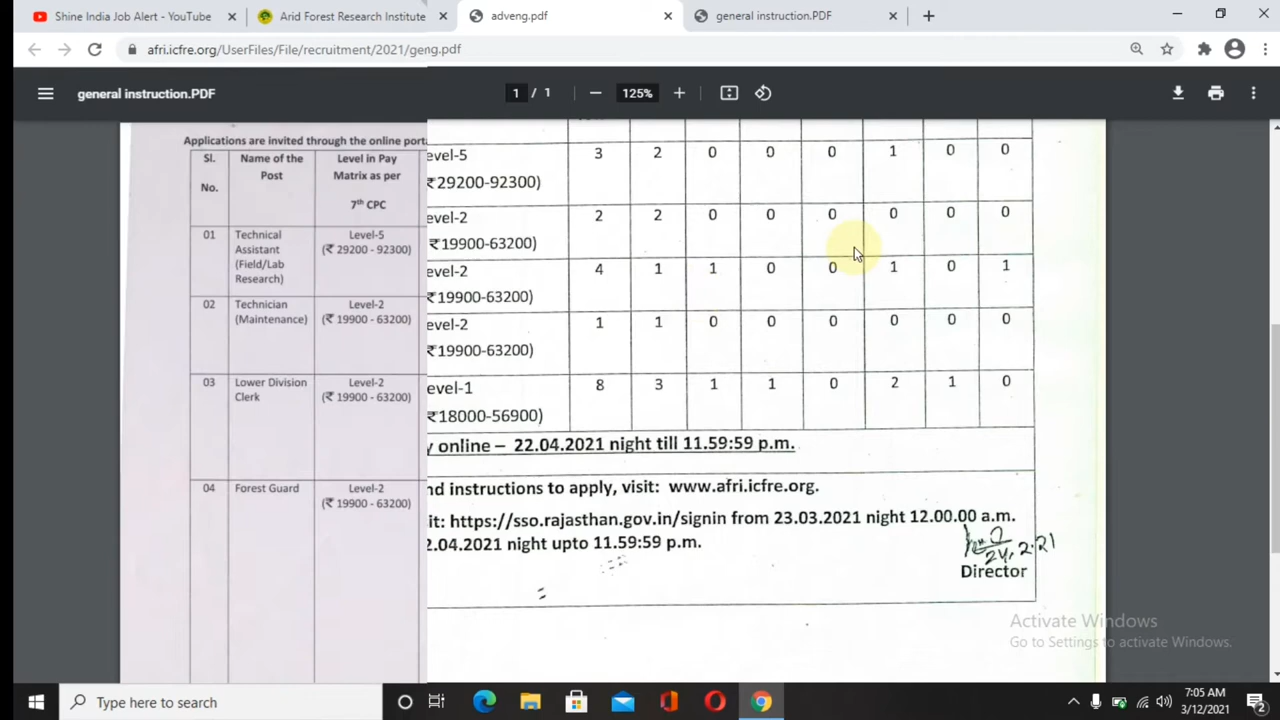 Shine India Job Alert - YouTube
Arid Forest Research Institute
adveng.pdf
general instruction.PDF
afri.icfre.org/UserFiles/File/recruitment/2021/geng.pdf
general instruction.PDF
1 / 1
125%
Applications are invited through the online port
Sl. No.
Name of the Post
Level in Pay Matrix as per 7th CPC
01 Technical Assistant (Field/Lab Research) Level-5 (₹ 29200 - 92300)
02 Technician (Maintenance) Level-2 (₹ 19900 - 63200)
03 Lower Division Clerk Level-2 (₹ 19900 - 63200)
04 Forest Guard Level-2 (₹ 19900 - 63200)
evel-5 3 2 0 0 0 1 0 0
₹29200-92300)
evel-2 2 2 0 0 0 0 0 0
₹19900-63200)
evel-2 4 1 1 0 0 1 0 1
₹19900-63200)
evel-2 1 1 0 0 0 0 0 0
₹19900-63200)
evel-1 8 3 1 1 0 2 1 0
₹18000-56900)
y online – 22.04.2021 night till 11.59:59 p.m.
nd instructions to apply, visit: www.afri.icfre.org.
it: https://sso.rajasthan.gov.in/signin from 23.03.2021 night 12.00.00 a.m.
2.04.2021 night upto 11.59:59 p.m.
24.2.21
Director
Activate Windows
Go to Settings to activate Windows.
Type here to search
7:05 AM
3/12/2021
2